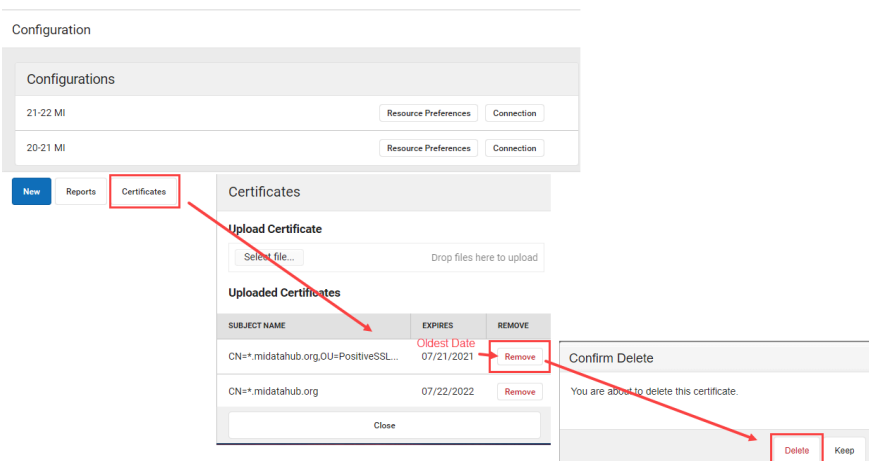 Configuration
Configurations
21-22 MI Resource Preferences Connection
20-21 MI Resource Preferences Connection
New Reports Certificates
Certificates
Upload Certificate
Select file... Drop files here to upload
Uploaded Certificates
SUBJECT NAME EXPIRES REMOVE
Oldest Date
CN=*.midatahub.org,OU=PositiveSSL... 07/21/2021 Remove
CN=*.midatahub.org 07/22/2022 Remove
Close
Confirm Delete
You are about to delete this certificate.
Delete Keep